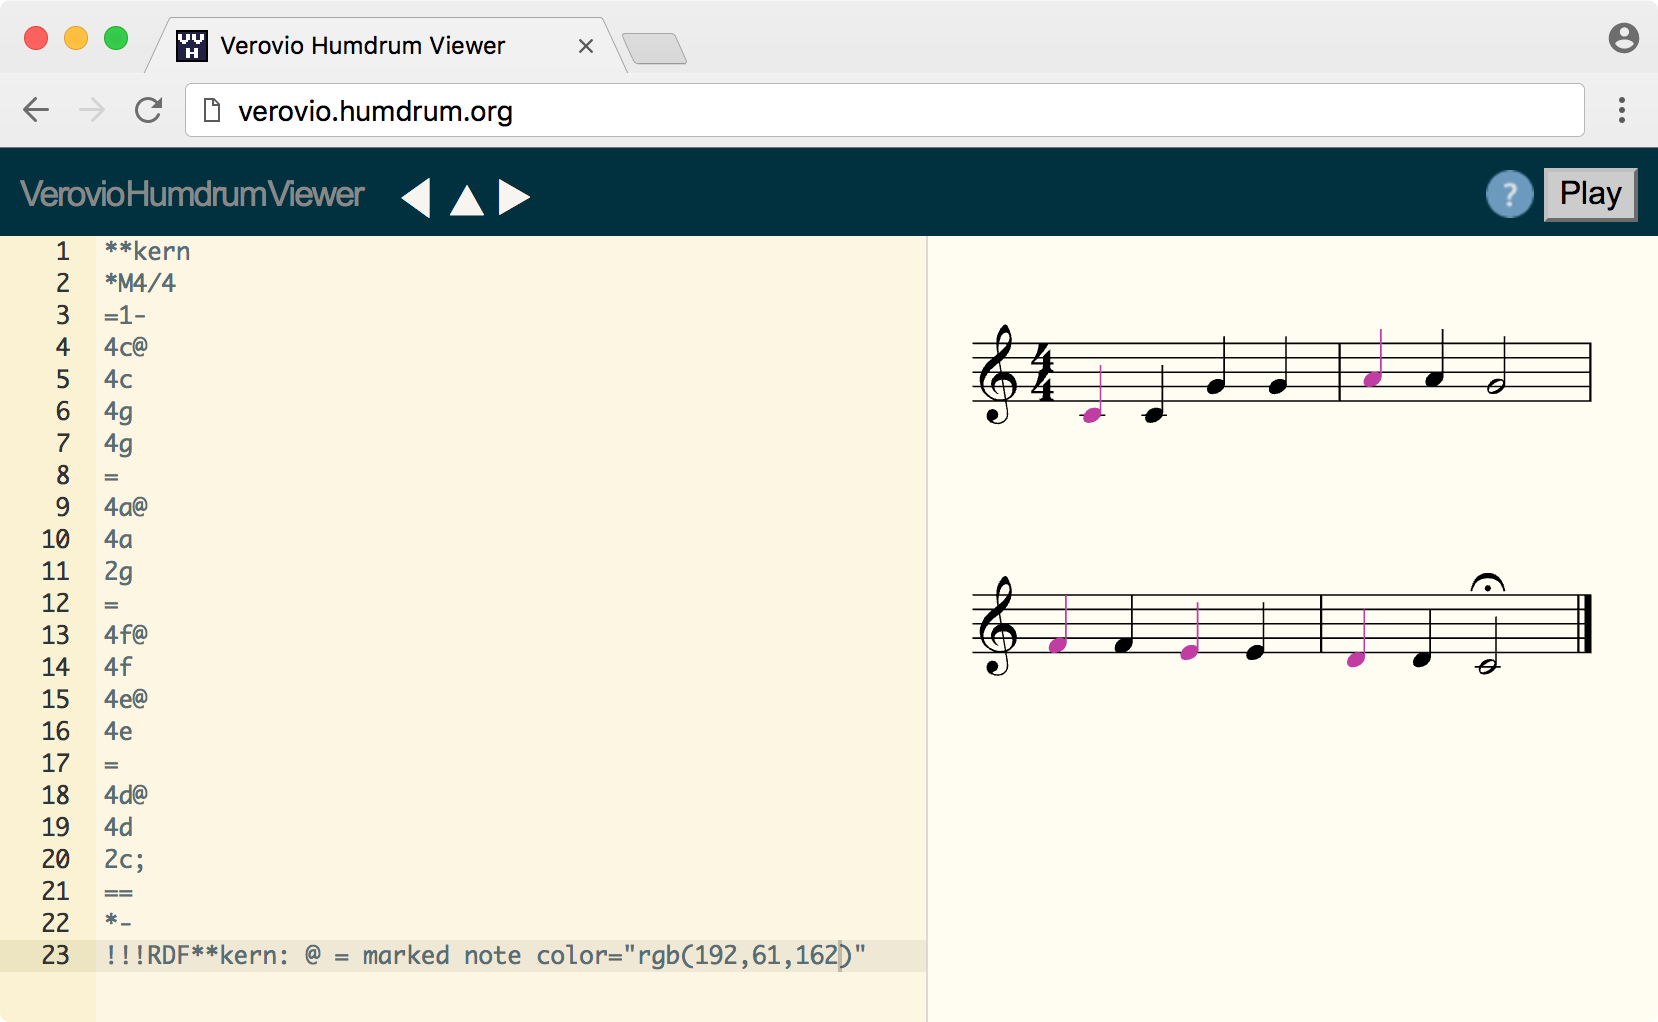 Verovio Humdrum Viewer
verovio.humdrum.org
VerovioHumdrumViewer
? Play
1 **kern
2 *M4/4
3 =1-
4 4c@
5 4c
6 4g
7 4g
8 =
9 4a@
10 4a
11 2g
12 =
13 4f@
14 4f
15 4e@
16 4e
17 =
18 4d@
19 4d
20 2c;
21 ==
22 *-
23 !!!RDF**kern: @ = marked note color="rgb(192,61,162)"
4
4